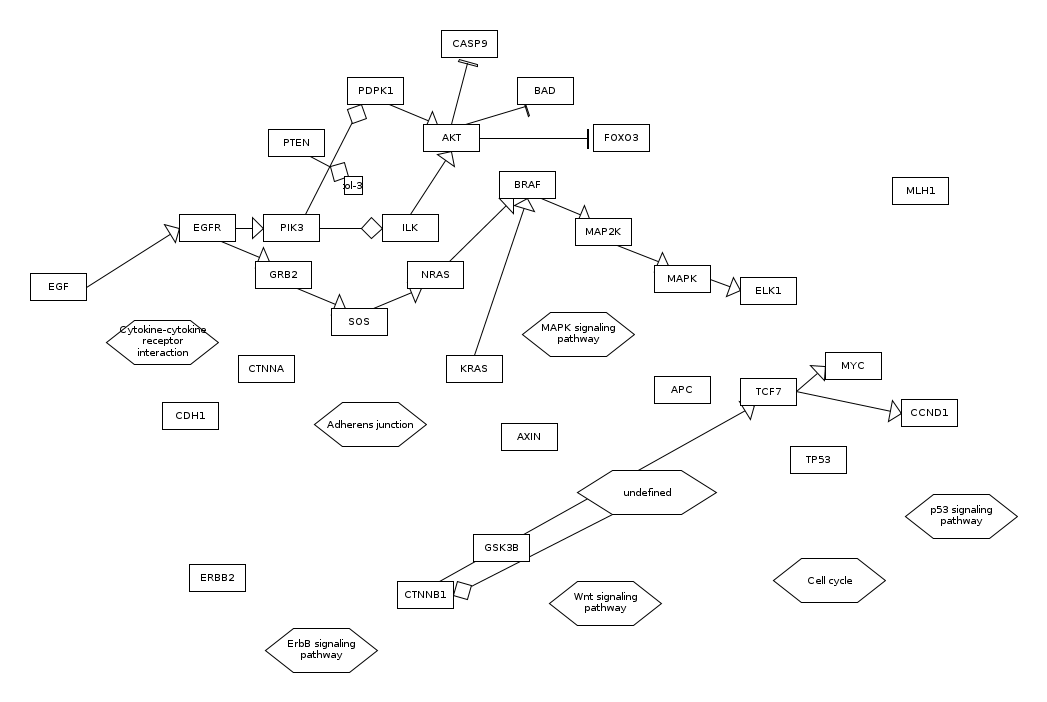 CASP9
PDPK1
BAD
PTEN
AKT
FOXO3
ol-3
BRAF
MLH1
EGFR
PIK3
ILK
MAP2K
GRB2
NRAS
MAPK
EGF
ELK1
SOS
Cytokine-cytokine
receptor
interaction
MAPK signaling
pathway
CTNNA
KRAS
MYC
APC
TCF7
CDH1
CCND1
Adherens junction
AXIN
TP53
undefined
p53 signaling
pathway
GSK3B
ERBB2
Cell cycle
CTNNB1
Wnt signaling
pathway
ErbB signaling
pathway